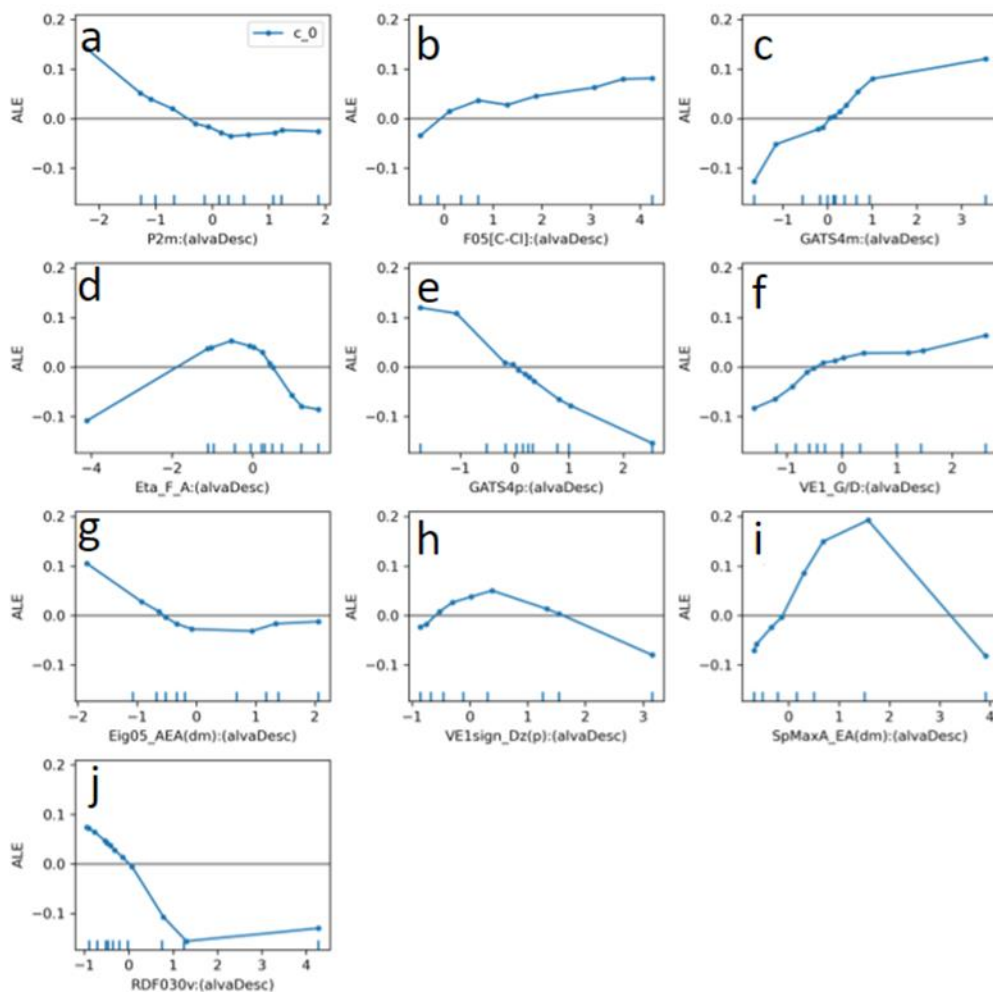 a
c_0
0.2
0.1
0.0
−0.1
ALE
−2
−1
0
1
2
P2m:(alvaDesc)
b
0.2
0.1
0.0
−0.1
ALE
0
1
2
3
4
F05[C-Cl]:(alvaDesc)
c
0.2
0.1
0.0
−0.1
ALE
−1
0
1
2
3
GATS4m:(alvaDesc)
d
0.2
0.1
0.0
−0.1
ALE
−4
−2
0
Eta_F_A:(alvaDesc)
e
0.2
0.1
0.0
−0.1
ALE
−1
0
1
2
GATS4p:(alvaDesc)
f
0.2
0.1
0.0
−0.1
ALE
−1
0
1
2
VE1_G/D:(alvaDesc)
g
0.2
0.1
0.0
−0.1
ALE
−2
−1
0
1
2
Eig05_AEA(dm):(alvaDesc)
h
0.2
0.1
0.0
−0.1
ALE
−1
0
1
2
3
VE1sign_Dz(p):(alvaDesc)
i
0.2
0.1
0.0
−0.1
ALE
0
1
2
3
4
SpMaxA_EA(dm):(alvaDesc)
j
0.2
0.1
0.0
−0.1
ALE
−1
0
1
2
3
4
RDF030v:(alvaDesc)